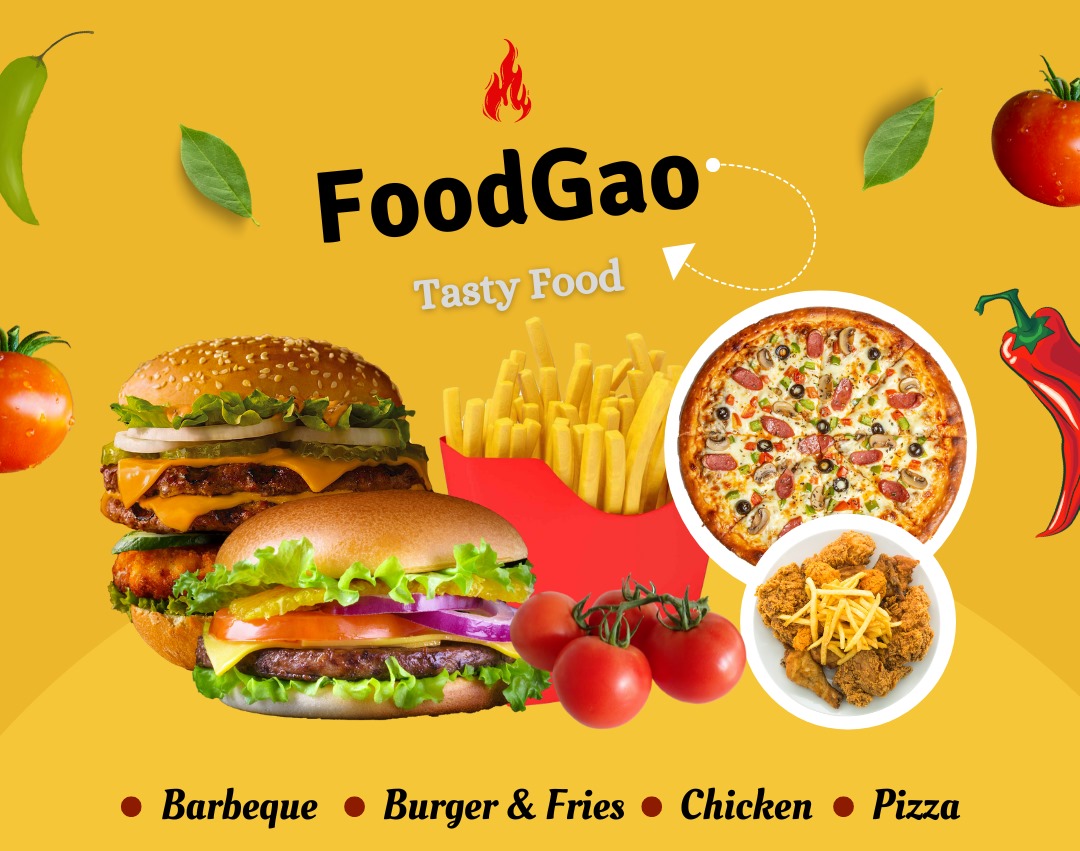 FoodGao
Tasty Food
• Barbeque • Burger & Fries • Chicken • Pizza